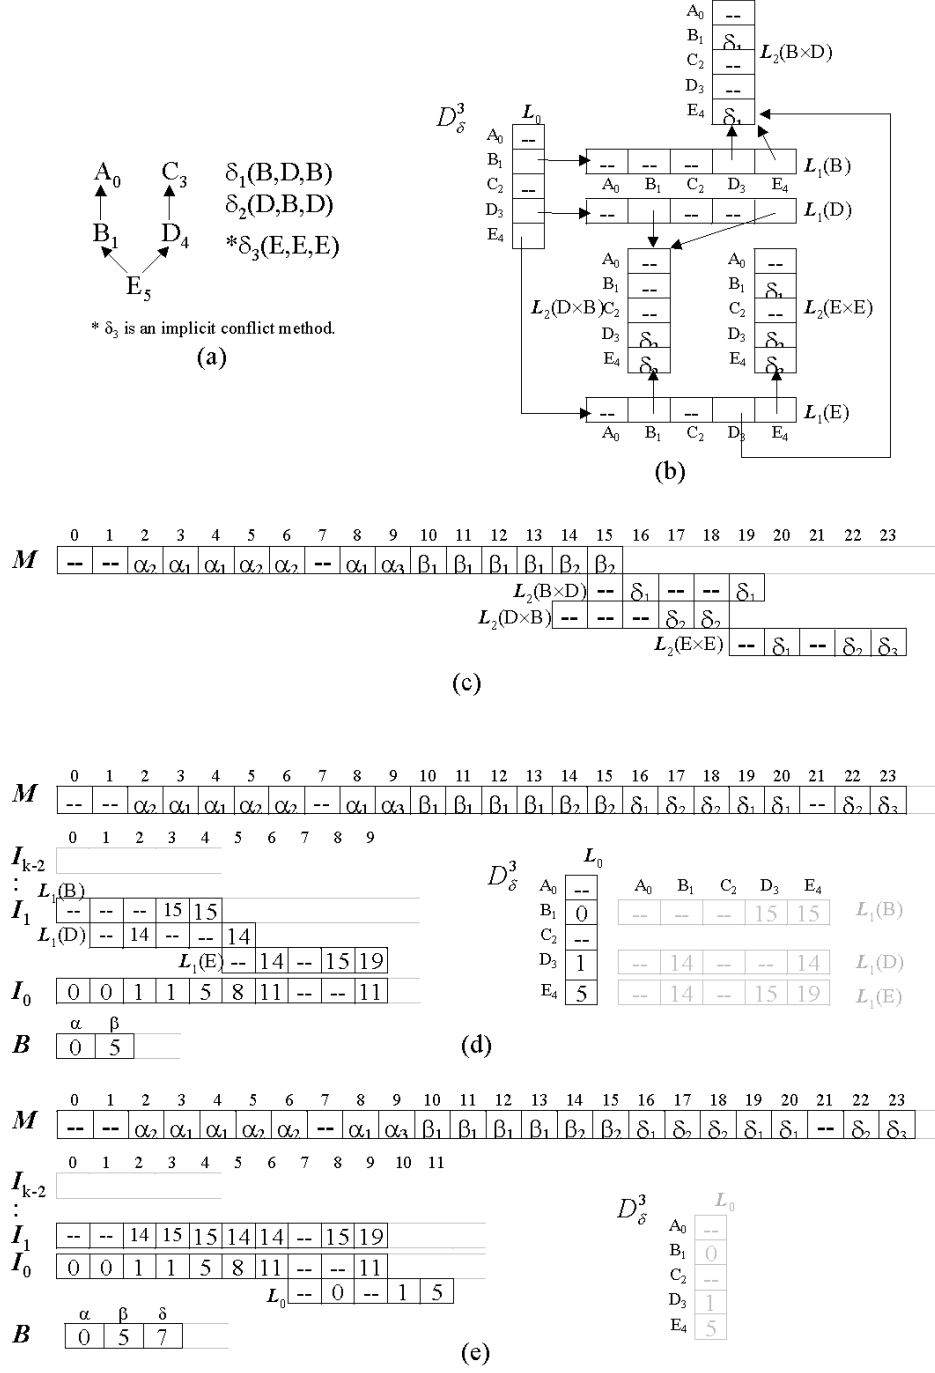 A0 C3 δ1(B,D,B)
δ2(D,B,D)
B1 D4 *δ3(E,E,E)
E5
* δ3 is an implicit conflict method.
(a)
A0 --
B1 δ1 L2(B×D)
C2 --
D3 --
E4 δ1
D3δ L0
A0 --
B1 -- -- -- L1(B)
A0 B1 C2 D3 E4
C2 --
D3 -- -- -- L1(D)
E4
A0 -- A0 --
B1 -- B1 δ1
L2(D×B) C2 -- C2 -- L2(E×E)
D3 δ2 D3 δ2
E4 δ2 E4
-- -- L1(E)
A0 B1 C2 D3 E4
(b)
0 1 2 3 4 5 6 7 8 9 10 11 12 13 14 15 16 17 18 19 20 21 22 23
M -- -- α2 α1 α1 α2 α2 -- α1 α3 β1 β1 β1 β1 β2 β2
L2(B×D) -- δ1 -- -- δ1
L2(D×B) -- -- -- δ2 δ2
L2(E×E) -- δ1 -- δ2 δ3
(c)
0 1 2 3 4 5 6 7 8 9 10 11 12 13 14 15 16 17 18 19 20 21 22 23
M -- -- α2 α1 α1 α2 α2 -- α1 α3 β1 β1 β1 β1 β2 β2 δ1 δ2 δ2 δ1 δ1 -- δ2 δ3
0 1 2 3 4 5 6 7 8 9
Ik-2
:
L1(B)
I1 -- -- -- 15 15
L1(D) -- 14 -- -- 14
L1(E) -- 14 -- 15 19
I0 0 0 1 1 5 8 11 -- -- 11
D3δ L0
A0 -- A0 B1 C2 D3 E4
B1 0 -- -- -- 15 15 L1(B)
C2 --
D3 1 -- 14 -- -- 14 L1(D)
E4 5 -- 14 -- 15 19 L1(E)
α β
B 0 5
(d)
0 1 2 3 4 5 6 7 8 9 10 11 12 13 14 15 16 17 18 19 20 21 22 23
M -- -- α2 α1 α1 α2 α2 -- α1 α3 β1 β1 β1 β1 β2 β2 δ1 δ2 δ2 δ1 δ1 -- δ2 δ3
0 1 2 3 4 5 6 7 8 9 10 11
Ik-2
:
I1 -- -- 14 15 15 14 14 -- 15 19
I0 0 0 1 1 5 8 11 -- -- 11
L0 -- 0 -- 1 5
D3δ L0
A0 --
B1 0
C2 --
D3 1
E4 5
α β δ
B 0 5 7
(e)